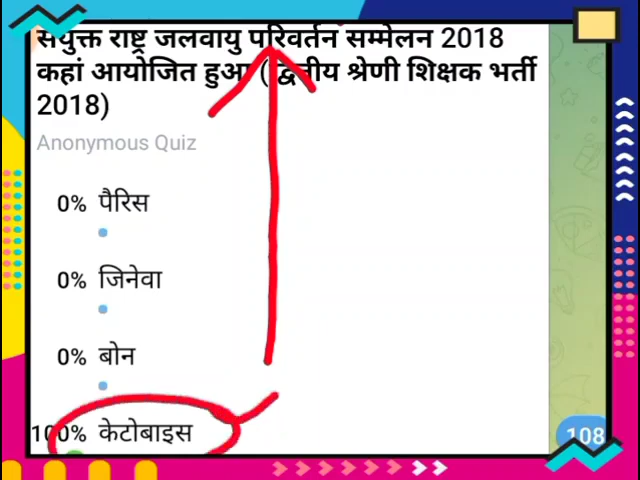 संयुक्त राष्ट्र जलवायु परिवर्तन सम्मेलन 2018
कहां आयोजित हुआ (द्वितीय श्रेणी शिक्षक भर्ती
2018)
Anonymous Quiz
0% पैरिस
0% जिनेवा
0% बोन
100% केटोबाइस
108